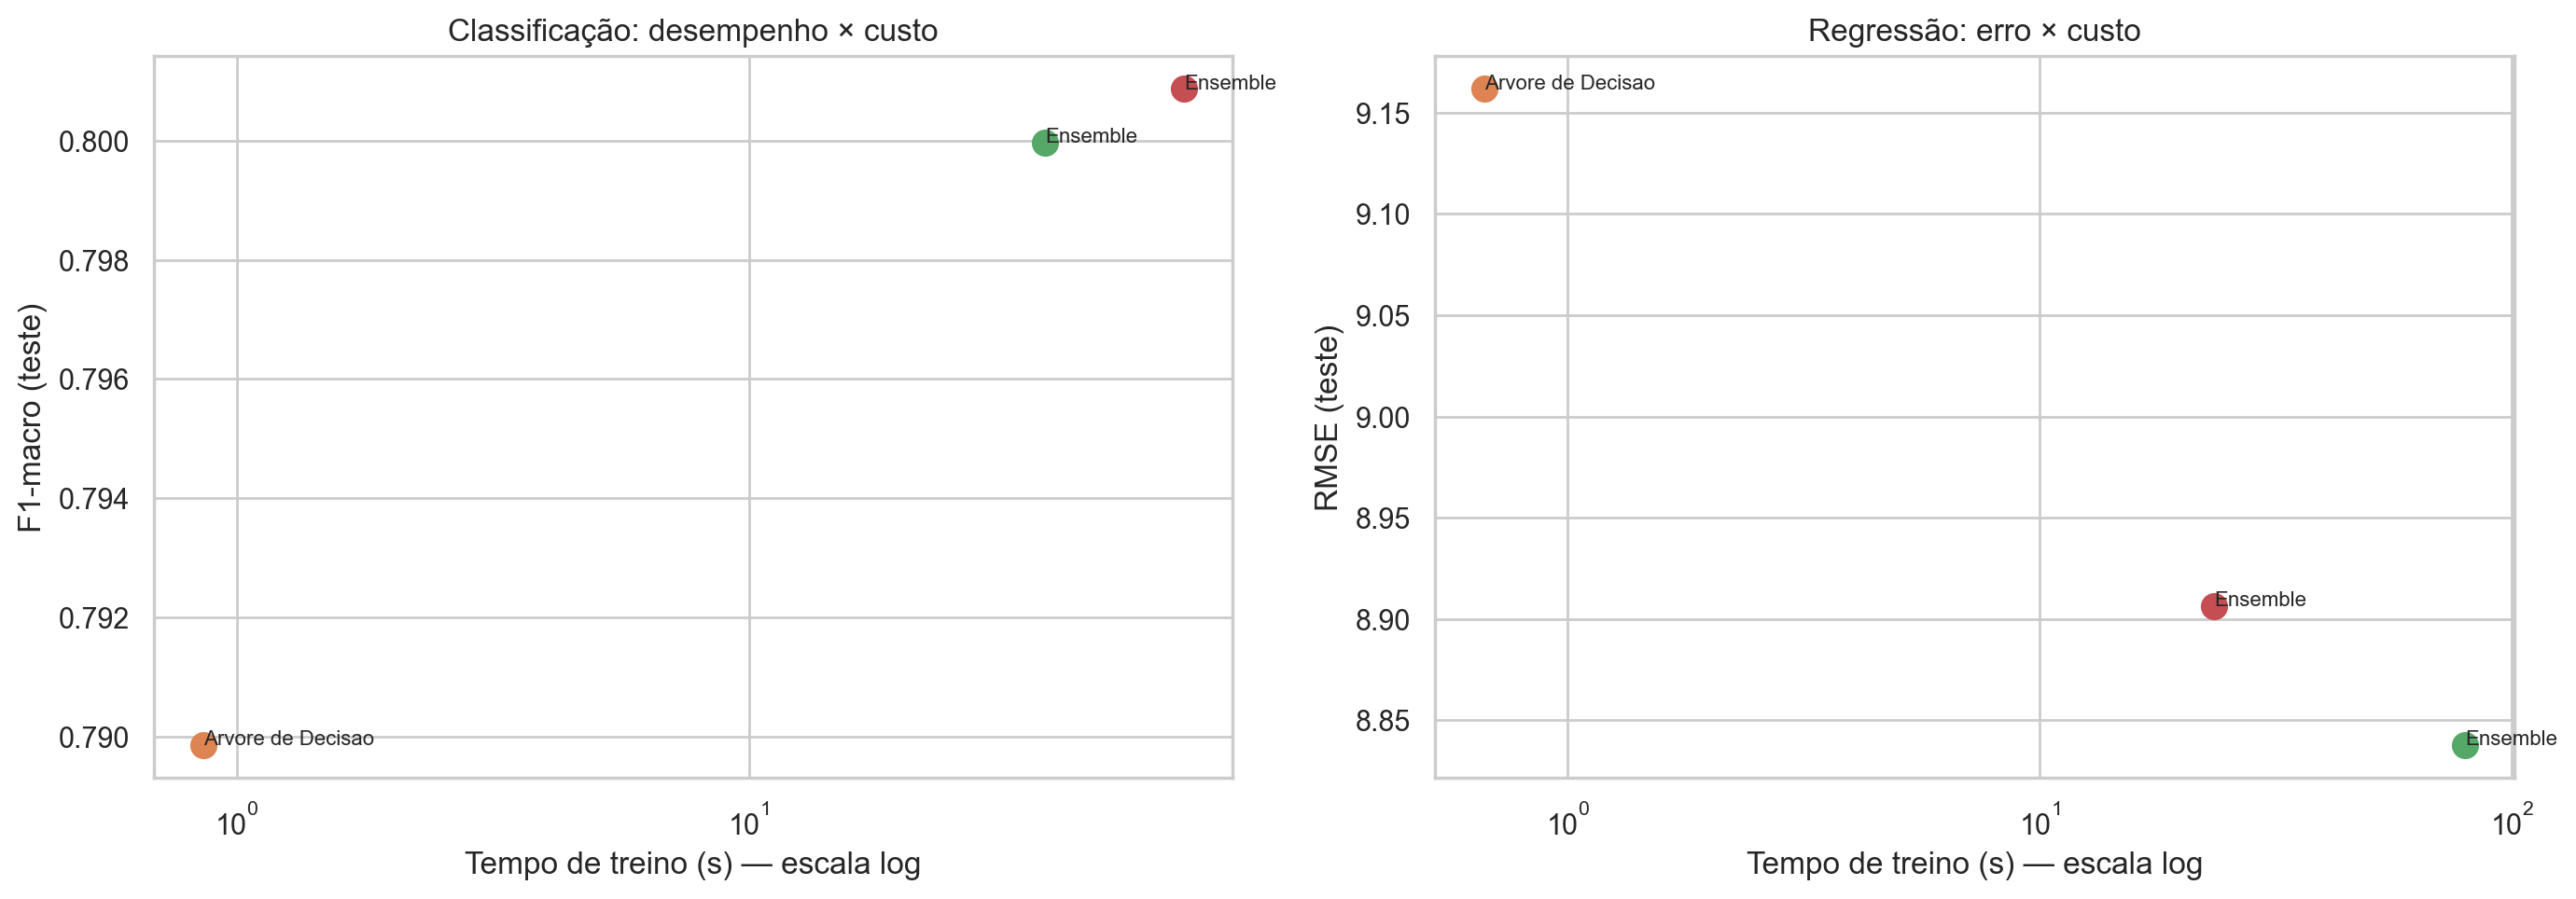 Classificação: desempenho × custo
F1-macro (teste)
0.800
0.798
0.796
0.794
0.792
0.790
Ensemble
Ensemble
Arvore de Decisao
10^0
10^1
Tempo de treino (s) — escala log
Regressão: erro × custo
RMSE (teste)
9.15
9.10
9.05
9.00
8.95
8.90
8.85
Arvore de Decisao
Ensemble
Ensemble
10^0
10^1
10^2
Tempo de treino (s) — escala log